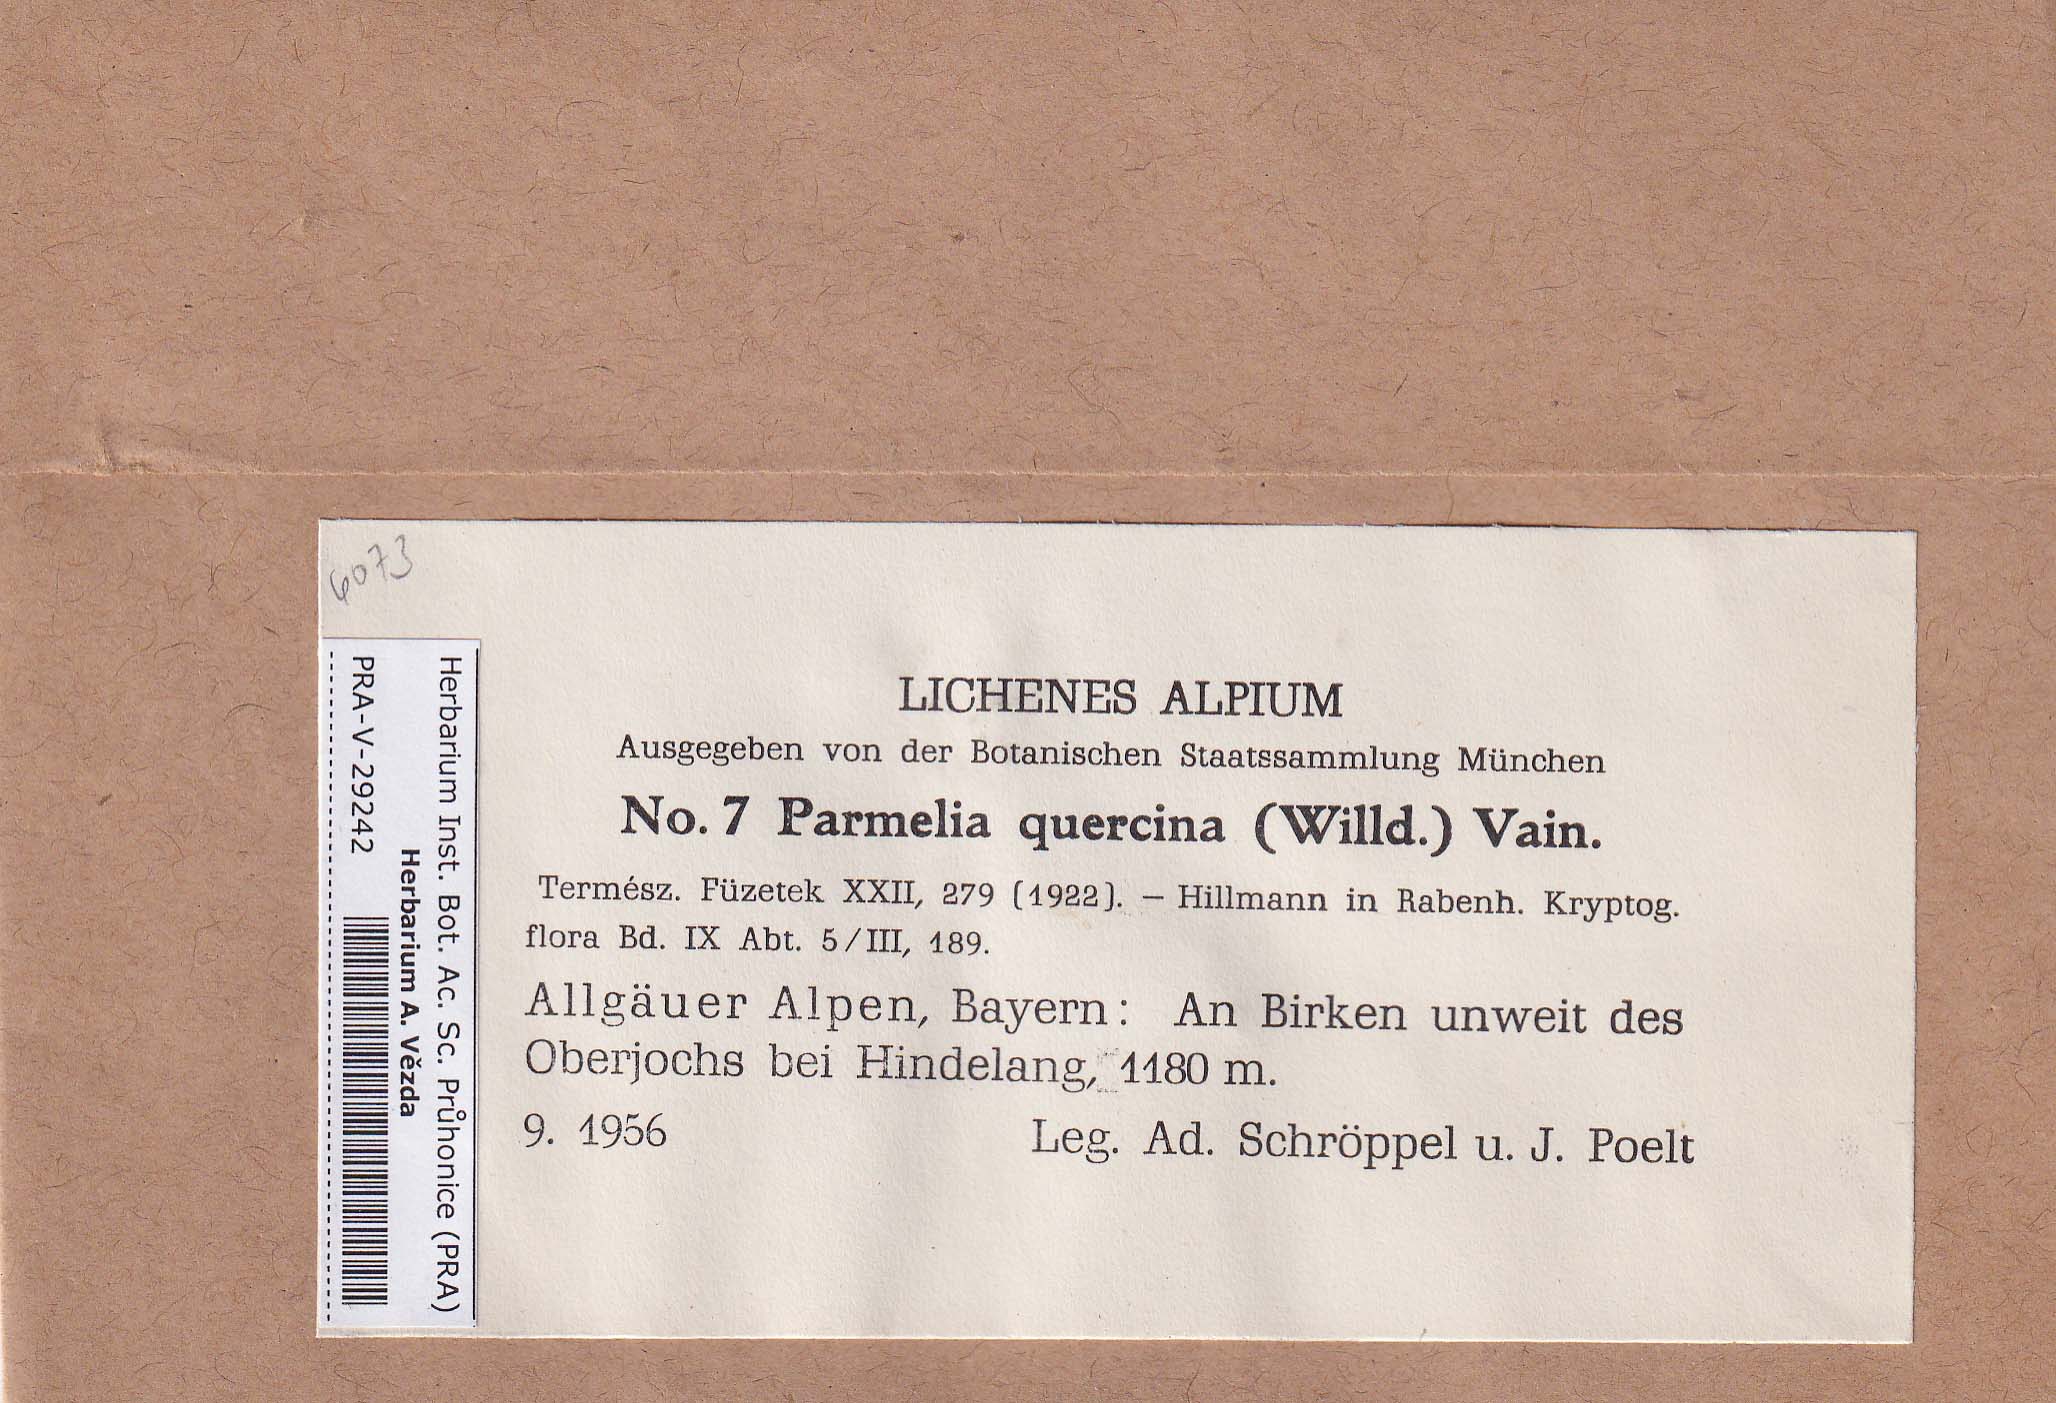 6073
LICHENES ALPIUM
Ausgegeben von der Botanischen Staatssammlung München
No. 7 Parmelia quercina (Willd.) Vain.
Termész. Füzetek XXII, 279 (1922). – Hillmann in Rabenh. Kryptog.
flora Bd. IX Abt. 5/III, 189.
Allgäuer Alpen, Bayern: An Birken unweit des
Oberjochs bei Hindelang, 1180 m.
9. 1956 Leg. Ad. Schröppel u. J. Poelt
Herbarium Inst. Bot. Ac. Sc. Průhonice (PRA)
Herbarium A. Vězda
PRA-V-29242